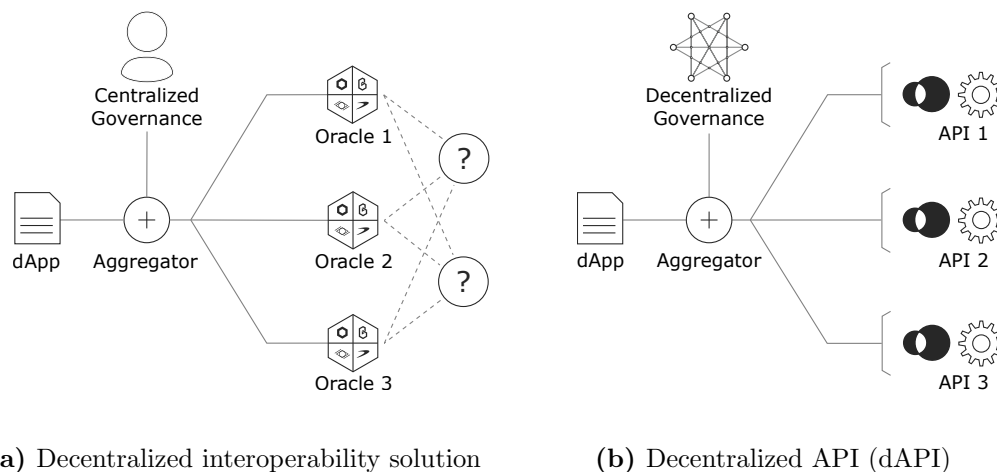 Centralized
Governance
Oracle 1
?
dApp
+
Aggregator
Oracle 2
?
Oracle 3
a) Decentralized interoperability solution
Decentralized
Governance
API 1
dApp
+
Aggregator
API 2
API 3
(b) Decentralized API (dAPI)